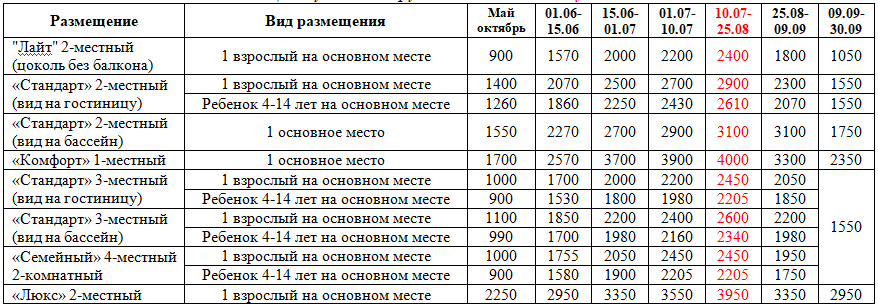 Размещение Вид размещения Май октябрь 01.06-15.06 15.06-01.07 01.07-10.07 10.07-25.08 25.08-09.09 09.09-30.09
"Лайт" 2-местный
(цоколь без балкона) 1 взрослый на основном месте 900 1570 2000 2200 2400 1800 1050
«Стандарт» 2-местный 1 взрослый на основном месте 1400 2070 2500 2700 2900 2300 1550
(вид на гостиницу) Ребенок 4-14 лет на основном месте 1260 1860 2250 2430 2610 2070 1550
«Стандарт» 2-местный
(вид на бассейн) 1 основное место 1550 2270 2700 2900 3100 3100 1750
«Комфорт» 1-местный 1 основное место 1700 2570 3700 3900 4000 3300 2350
«Стандарт» 3-местный 1 взрослый на основном месте 1000 1700 2000 2200 2450 2050
(вид на гостиницу) Ребенок 4-14 лет на основном месте 900 1530 1800 1980 2205 1850
«Стандарт» 3-местный 1 взрослый на основном месте 1100 1850 2200 2400 2600 2200
(вид на бассейн) Ребенок 4-14 лет на основном месте 990 1700 1980 2160 2340 1980
1550
«Семейный» 4-местный 1 взрослый на основном месте 1000 1755 2050 2450 2450 1950
2-комнатный Ребенок 4-14 лет на основном месте 900 1580 1900 2205 2205 1750
«Люкс» 2-местный 1 взрослый на основном месте 2250 2950 3350 3550 3950 3350 2950